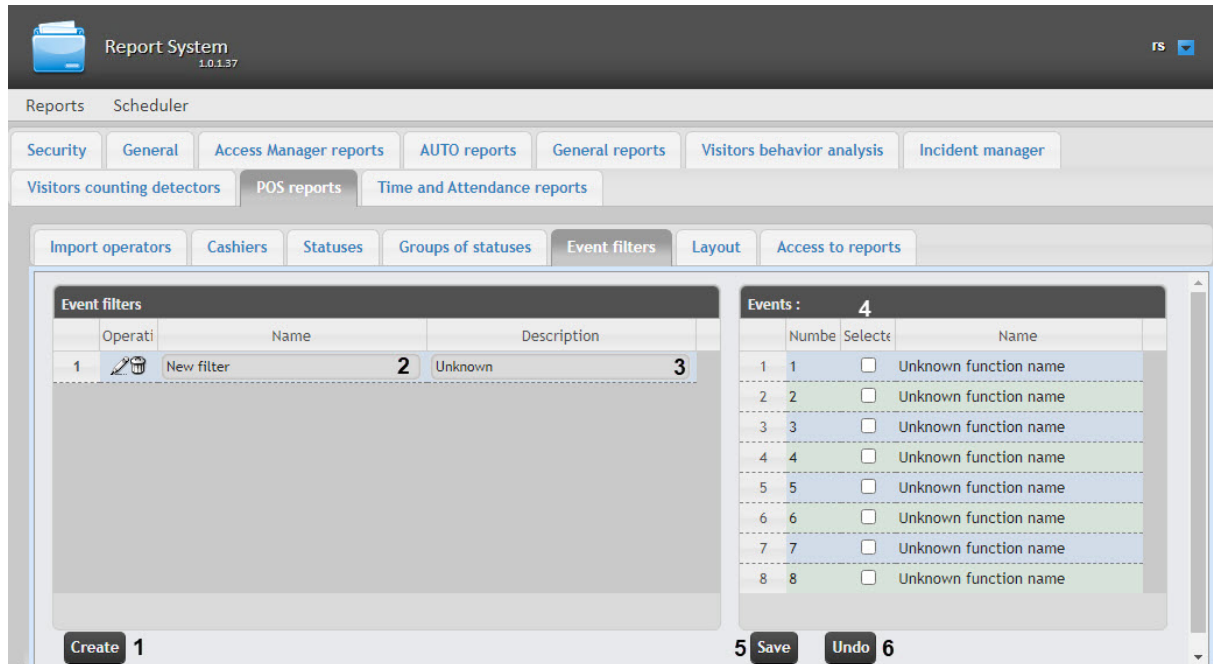 Report System
1.0.1.37
rs
Reports Scheduler
Security General Access Manager reports AUTO reports General reports Visitors behavior analysis Incident manager
Visitors counting detectors POS reports Time and Attendance reports
Import operators Cashiers Statuses Groups of statuses Event filters Layout Access to reports
Event filters
Operati Name Description
1 New filter 2 Unknown 3
Events : 4
Numbe Selecte Name
1 1 Unknown function name
2 2 Unknown function name
3 3 Unknown function name
4 4 Unknown function name
5 5 Unknown function name
6 6 Unknown function name
7 7 Unknown function name
8 8 Unknown function name
Create 1
5 Save Undo 6